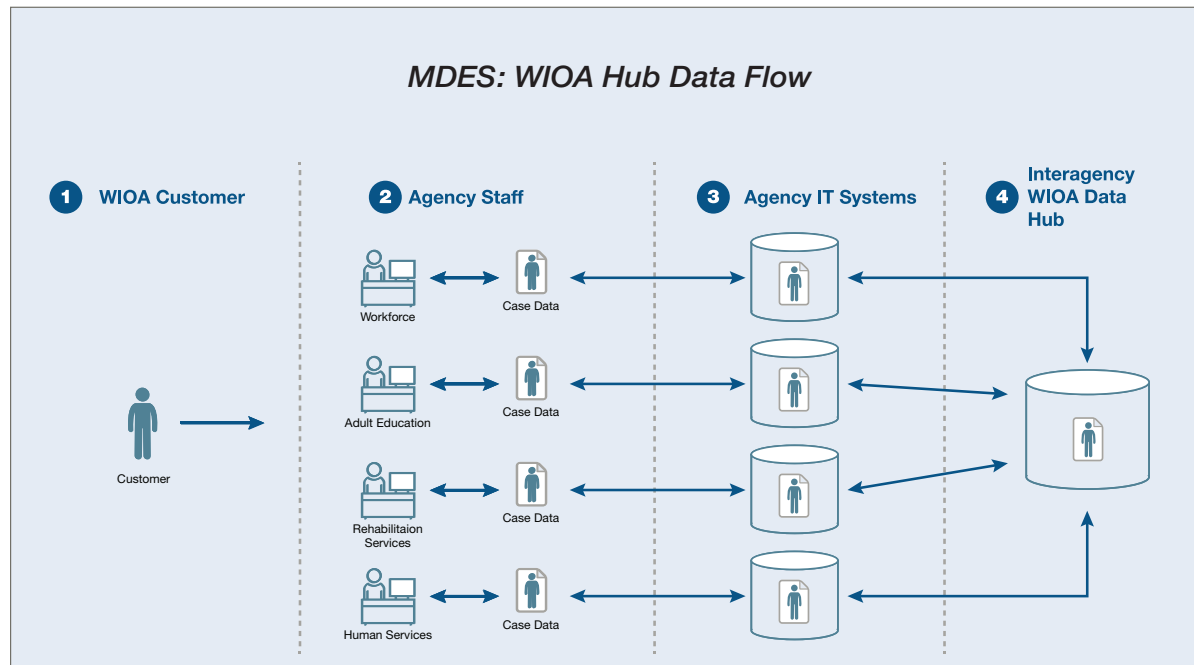 MDES: WIOA Hub Data Flow
1 WIOA Customer
2 Agency Staff
3 Agency IT Systems
4 Interagency
WIOA Data
Hub
Workforce
Case Data
Adult Education
Case Data
Customer
Rehabilitaion
Services
Case Data
Human Services
Case Data